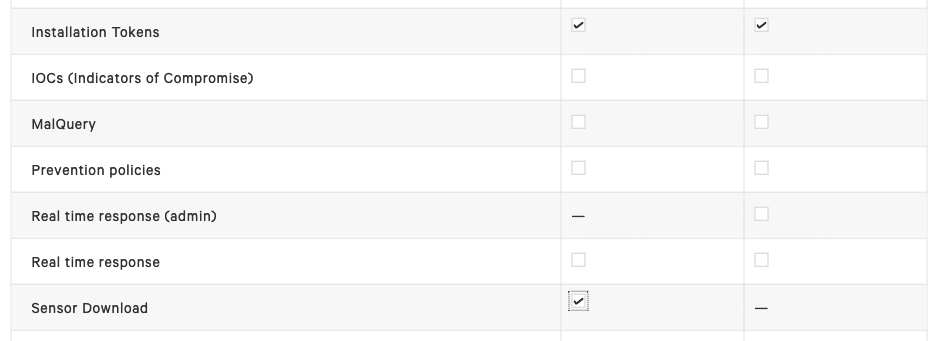 Installation Tokens
IOCs (Indicators of Compromise)
MalQuery
Prevention policies
Real time response (admin) —
Real time response
Sensor Download —